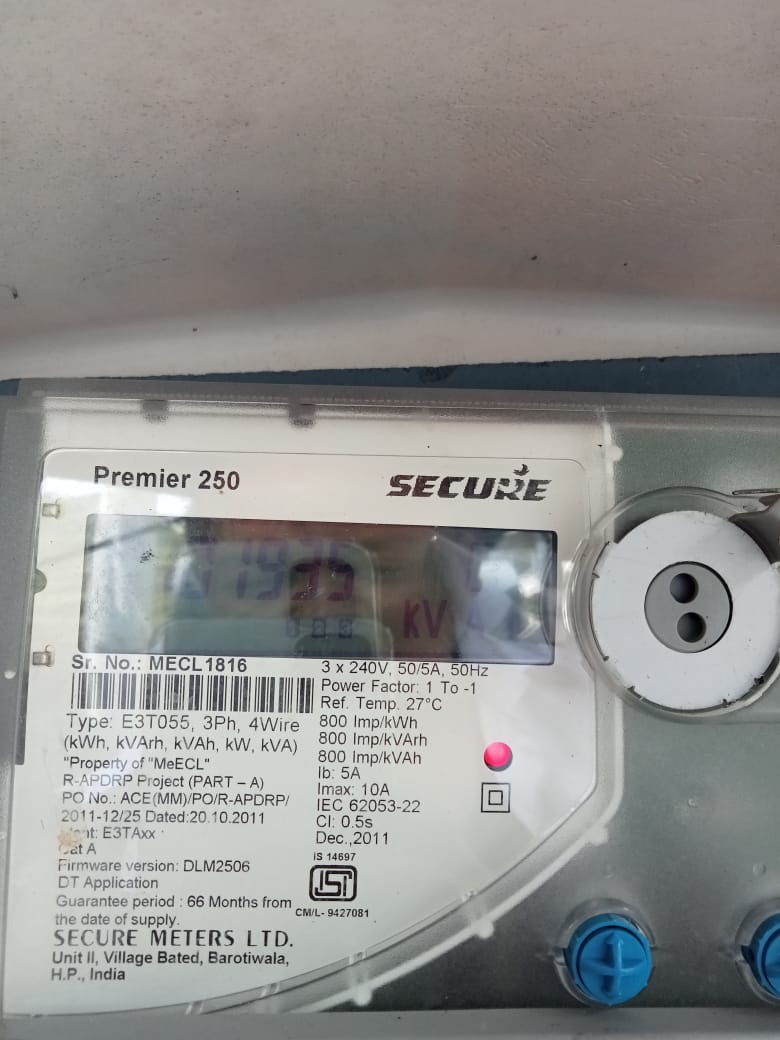 Premier 250
SECURE
kV
Sr. No.: MECL1816
Type: E3T055, 3Ph, 4Wire
(kWh, kVArh, kVAh, kW, kVA)
"Property of "MeECL"
R-APDRP Project (PART – A)
PO No.: ACE(MM)/PO/R-APDRP/
2011-12/25 Dated:20.10.2011
E3TAxx
A
Firmware version: DLM2506
DT Application
Guarantee period : 66 Months from
the date of supply.
SECURE METERS LTD.
Unit II, Village Bated, Barotiwala,
H.P., India
3 x 240V, 50/5A, 50Hz
Power Factor: 1 To -1
Ref. Temp. 27°C
800 Imp/kWh
800 Imp/kVArh
800 Imp/kVAh
Ib: 5A
Imax: 10A
IEC 62053-22
Cl: 0.5s
Dec.,2011
IS 14697
ISI
CM/L- 9427081